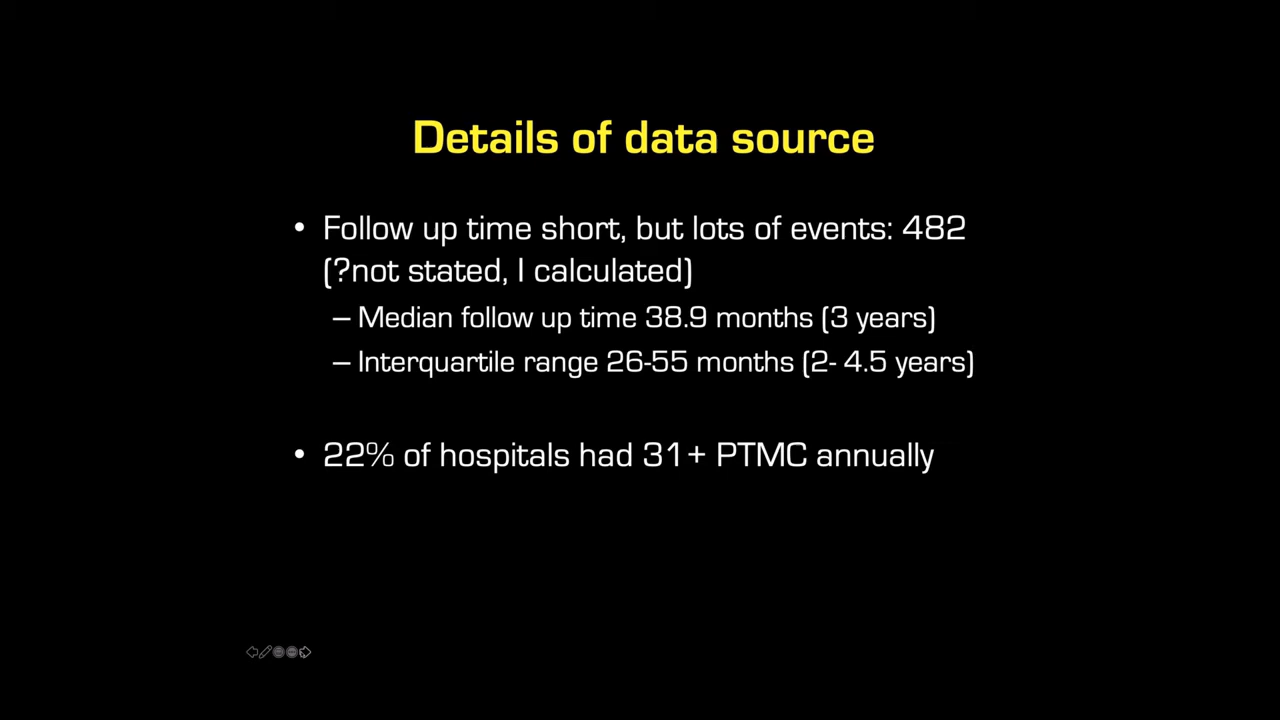 Details of data source
• Follow up time short, but lots of events: 482
(?not stated, I calculated)
– Median follow up time 38.9 months (3 years)
– Interquartile range 26-55 months (2- 4.5 years)
• 22% of hospitals had 31+ PTMC annually